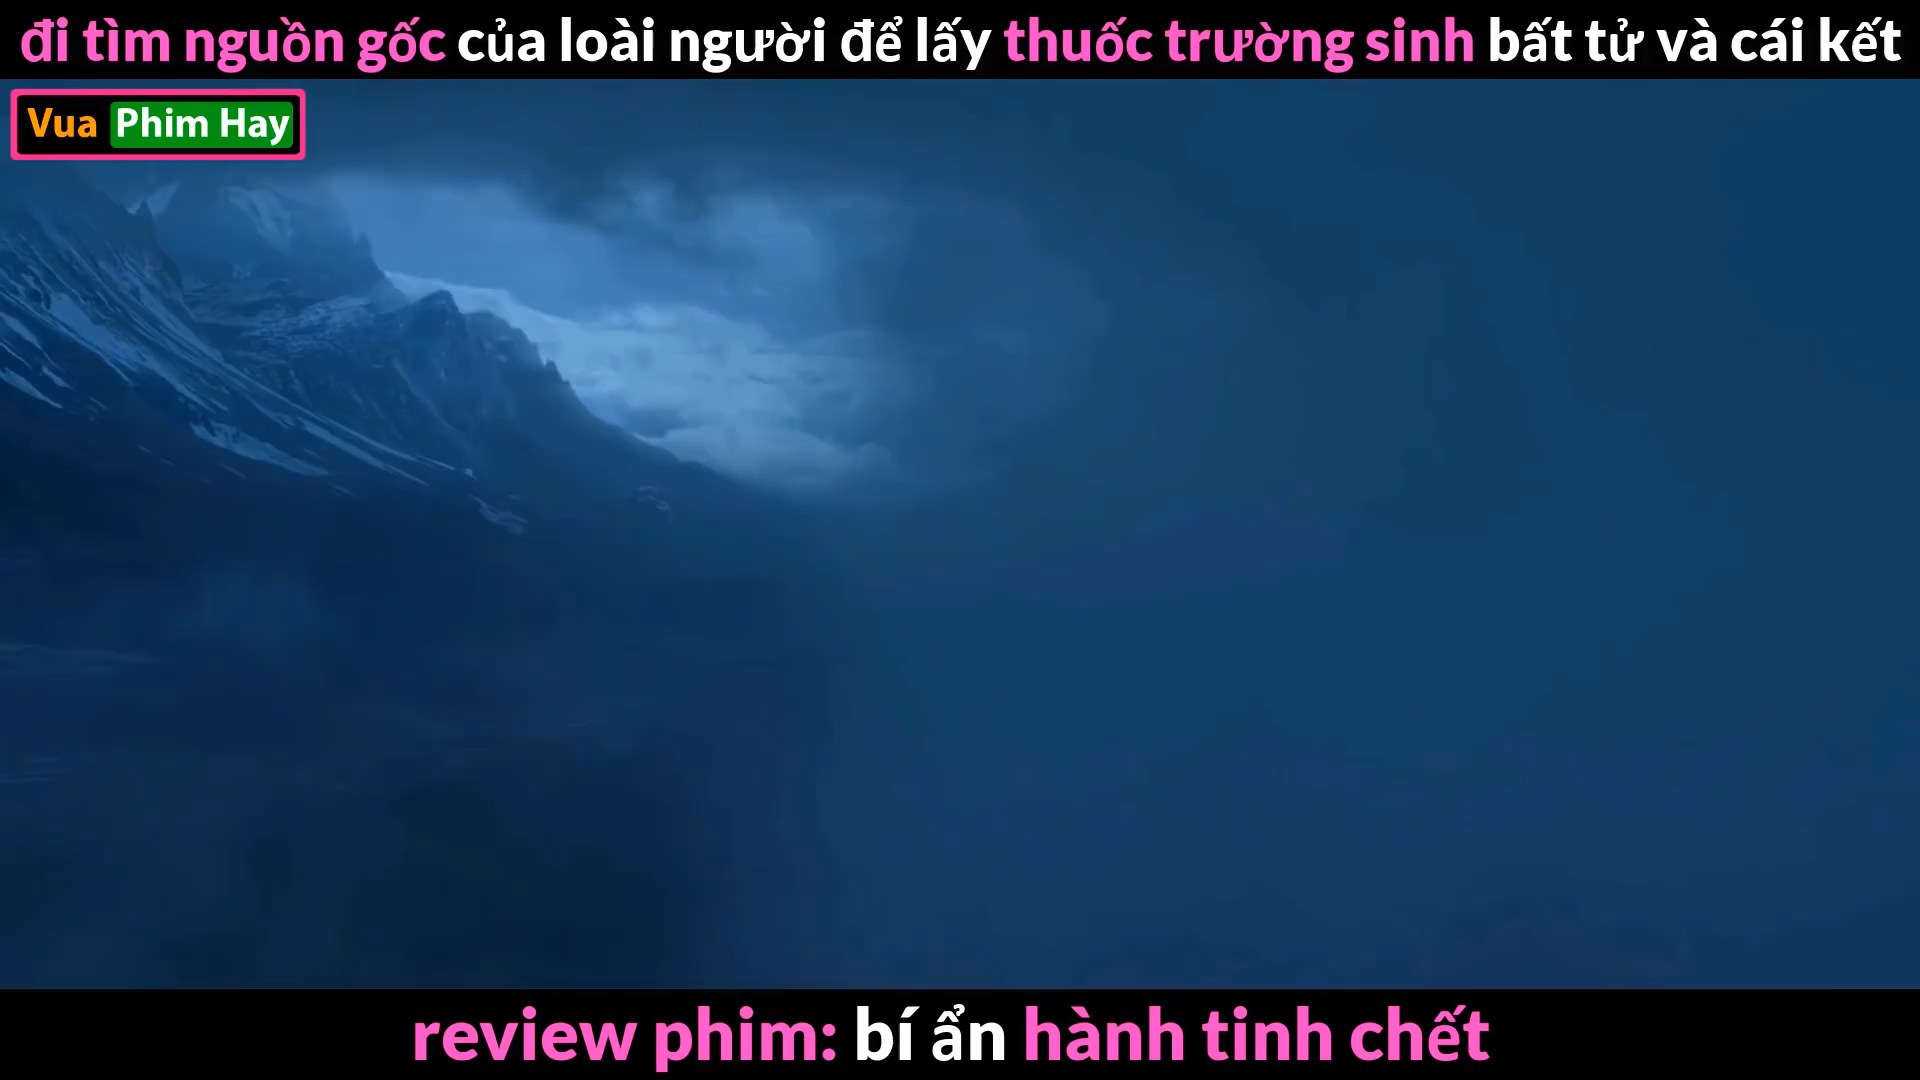 đi tìm nguồn gốc của loài người để lấy thuốc trường sinh bất tử và cái kết
Vua Phim Hay
review phim: bí ẩn hành tinh chết